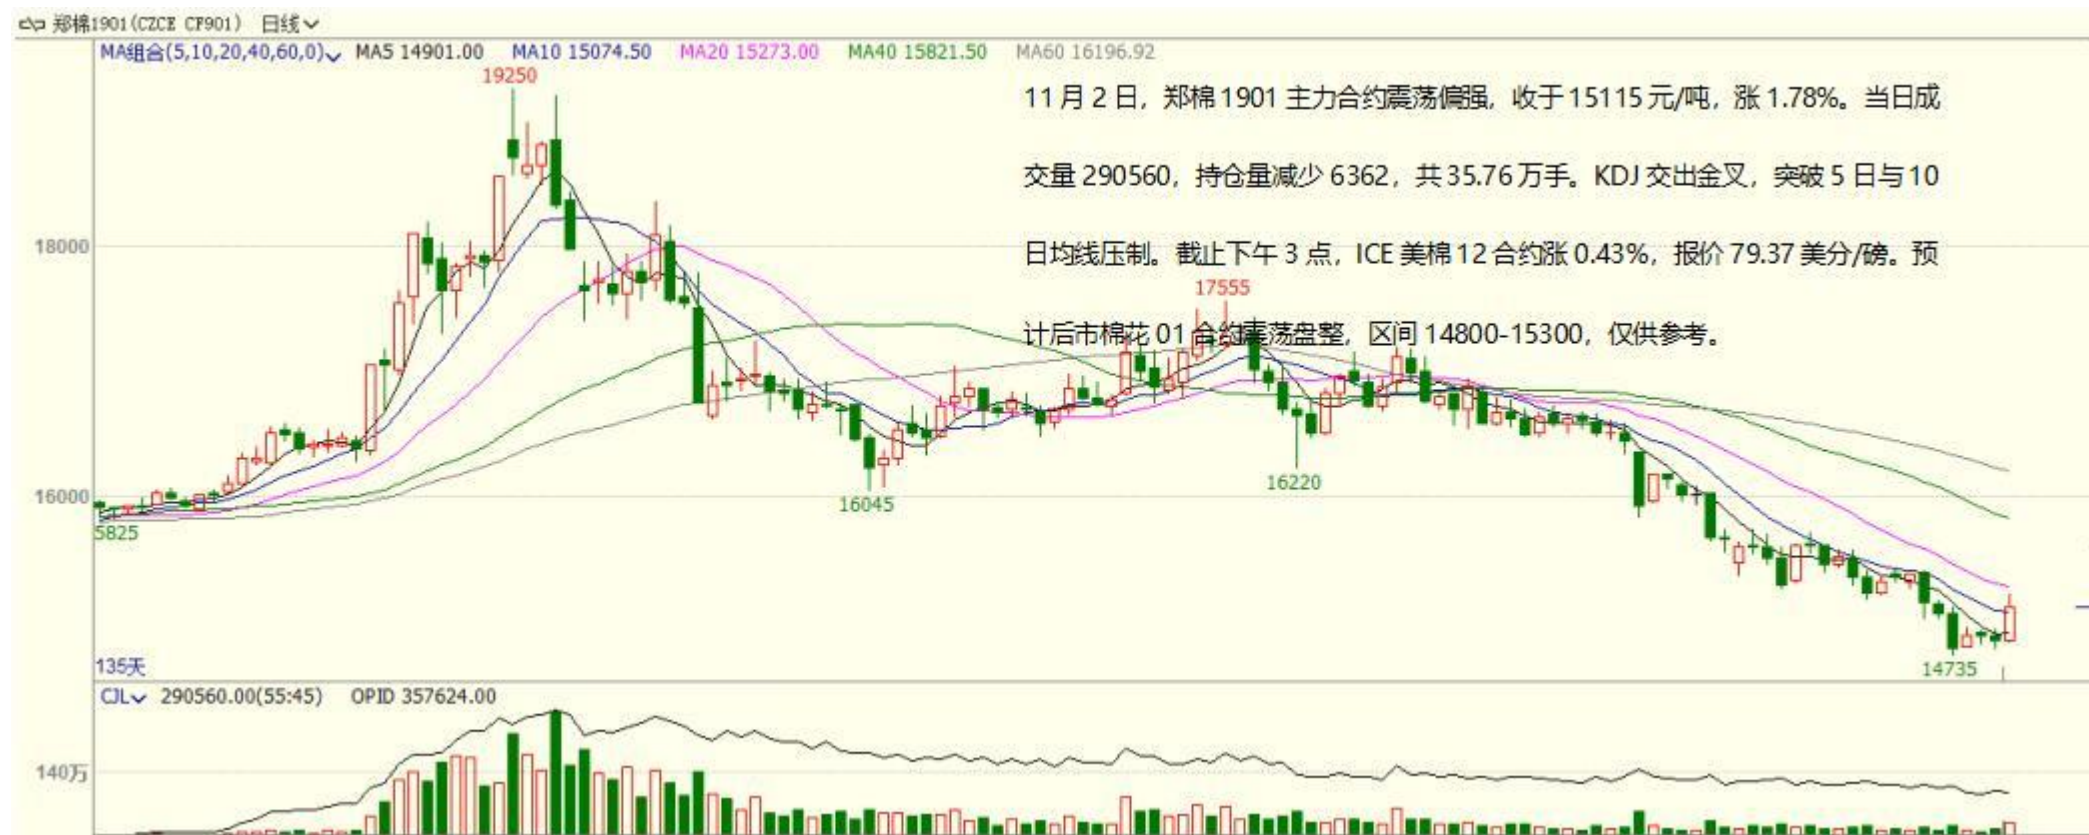 郑棉1901(CZCE CF901) 日线
MA组合(5,10,20,40,60,0) MA5 14901.00 MA10 15074.50 MA20 15273.00 MA40 15821.50 MA60 16196.92
19250
11月2日，郑棉1901主力合约震荡偏强，收于15115元/吨，涨1.78%。当日成
交量290560，持仓量减少6362，共35.76万手。KDJ交出金叉，突破5日与10
18000
日均线压制。截止下午3点，ICE美棉12合约涨0.43%，报价79.37美分/磅。预
17555
计后市棉花01合约震荡盘整，区间14800-15300，仅供参考。
16220
16000
16045
5825
135天
14735
CJL 290560.00(55:45) OPID 357624.00
140万